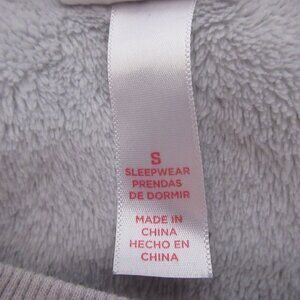 S
SLEEPWEAR
PRENDAS
DE DORMIR
MADE IN
CHINA
HECHO EN
CHINA